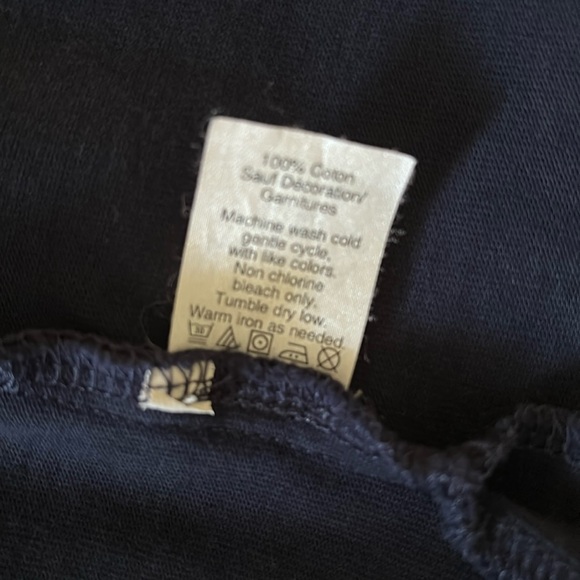 100% Coton
Sauf Décoration/
Garnitures
Machine wash cold
gentle cycle,
with like colors.
Non chlorine
bleach only.
Tumble dry low.
Warm iron as needed.